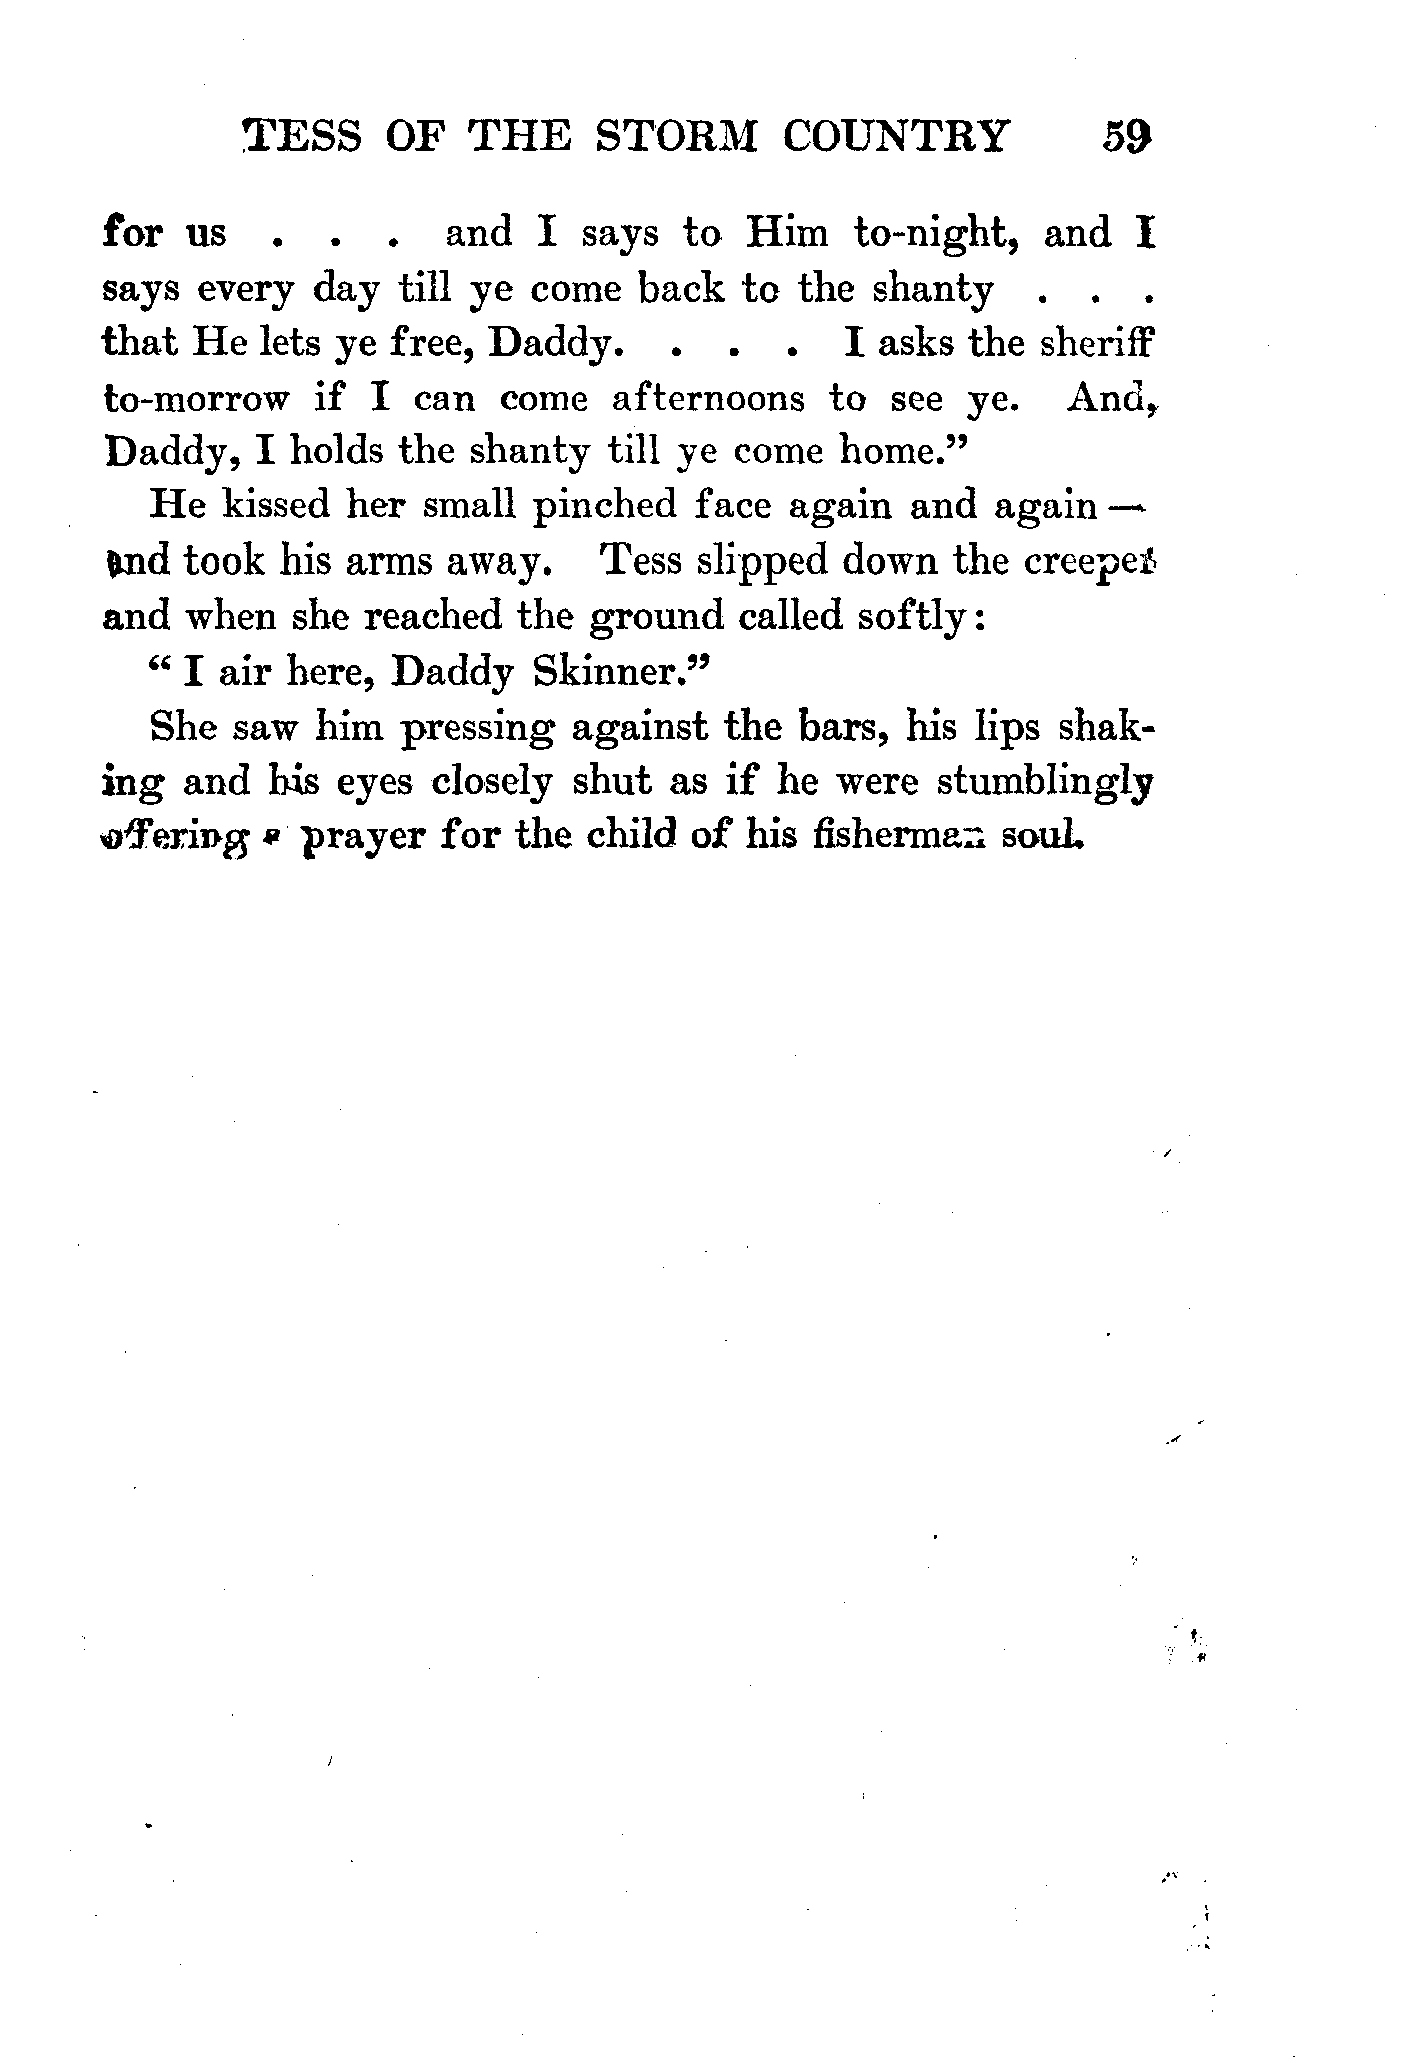 TESS OF THE STORM COUNTRY 59
for us . . . and I says to Him to-night, and I
says every day till ye come back to the shanty . . .
that He lets ye free, Daddy. . . . I asks the sheriff
to-morrow if I can come afternoons to see ye. And,
Daddy, I holds the shanty till ye come home."
He kissed her small pinched face again and again —
and took his arms away. Tess slipped down the creeper
and when she reached the ground called softly:
" I air here, Daddy Skinner."
She saw him pressing against the bars, his lips shak-
ing and his eyes closely shut as if he were stumblingly
offering a prayer for the child of his fisherman soul.